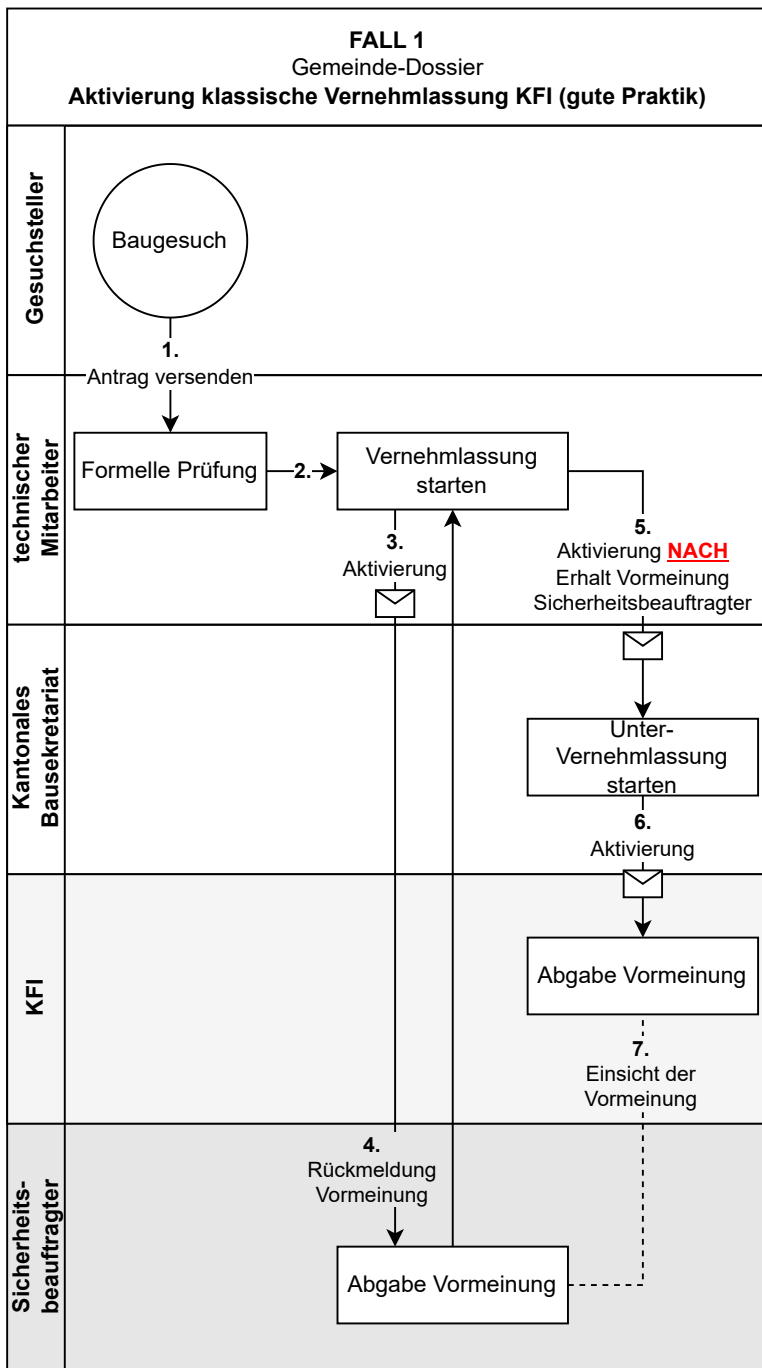 FALL 1
Gemeinde-Dossier
Aktivierung klassische Vernehmlassung KFI (gute Praktik)
Gesuchsteller
Baugesuch
1.
Antrag versenden
technischer
Mitarbeiter
Formelle Prüfung
2.
Vernehmlassung
starten
3.
Aktivierung
5.
Aktivierung NACH
Erhalt Vormeinung
Sicherheitsbeauftragter
Kantonales
Bausekretariat
Unter-
Vernehmlassung
starten
6.
Aktivierung
KFI
Abgabe Vormeinung
7.
Einsicht der
Vormeinung
Sicherheits-
beauftragter
4.
Rückmeldung
Vormeinung
Abgabe Vormeinung